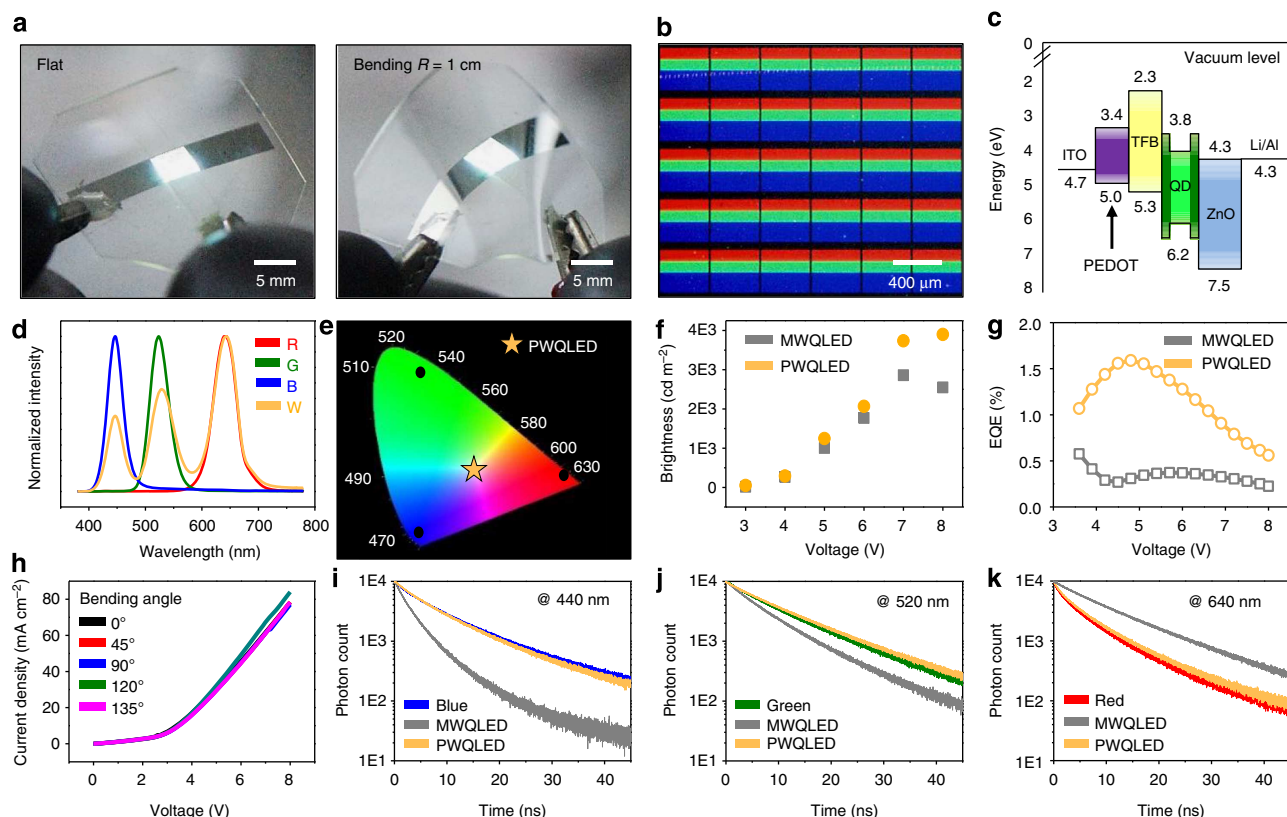 a
Flat
5 mm
Bending R = 1 cm
5 mm
b
400 µm
c
Energy (eV)
0
2
3
4
5
6
7
8
Vacuum level
2.3
3.4
3.8
TFB
4.3
Li/Al
ITO
4.7
4.3
QD
5.0
5.3
ZnO
6.2
PEDOT
7.5
d
Normalized intensity
R
G
B
W
400 500 600 700 800
Wavelength (nm)
e
520
PWQLED
510
540
560
580
600
630
490
470
f
Brightness (cd m−2)
4E3
3E3
2E3
1E3
0
MWQLED
PWQLED
3 4 5 6 7 8
Voltage (V)
g
EQE (%)
2.0
1.5
1.0
0.5
0.0
MWQLED
PWQLED
3 4 5 6 7 8
Voltage (V)
h
Current density (mA cm−2)
80
60
40
20
0
Bending angle
0°
45°
90°
120°
135°
0 2 4 6 8
Voltage (V)
i
Photon count
1E4
1E3
1E2
1E1
@ 440 nm
Blue
MWQLED
PWQLED
0 10 20 30 40
Time (ns)
j
Photon count
1E4
1E3
1E2
1E1
@ 520 nm
Green
MWQLED
PWQLED
0 10 20 30 40
Time (ns)
k
Photon count
1E4
1E3
1E2
1E1
@ 640 nm
Red
MWQLED
PWQLED
0 10 20 30 40
Time (ns)